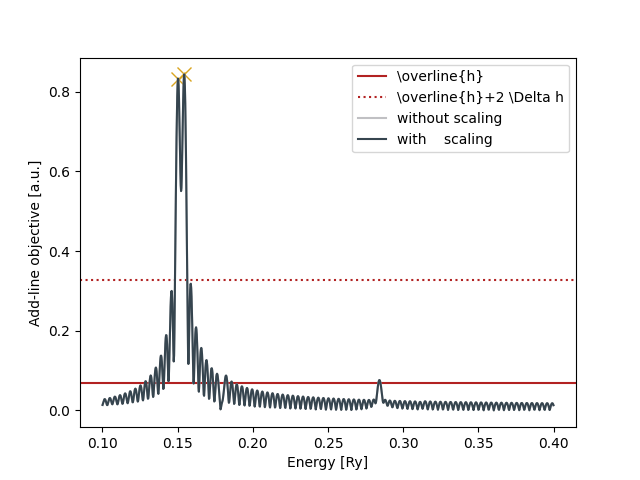 \overline{h}
\overline{h}+2 \Delta h
without scaling
with    scaling
Add-line objective [a.u.]
0.8
0.6
0.4
0.2
0.0
0.10 0.15 0.20 0.25 0.30 0.35 0.40
Energy [Ry]